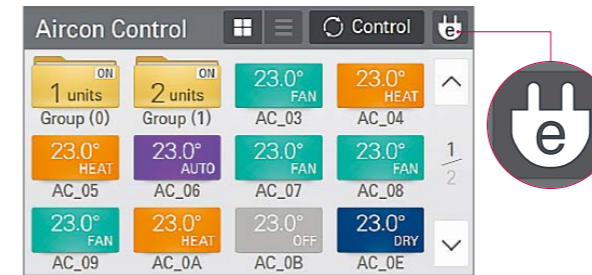 Aircon Control
Control
e
ON
1 units
Group (0)
ON
2 units
Group (1)
23.0°
FAN
AC_03
23.0°
HEAT
AC_04
23.0°
HEAT
AC_05
23.0°
AUTO
AC_06
23.0°
FAN
AC_07
23.0°
FAN
AC_08
1
2
23.0°
FAN
AC_09
23.0°
HEAT
AC_0A
23.0°
OFF
AC_0B
23.0°
DRY
AC_0E
e